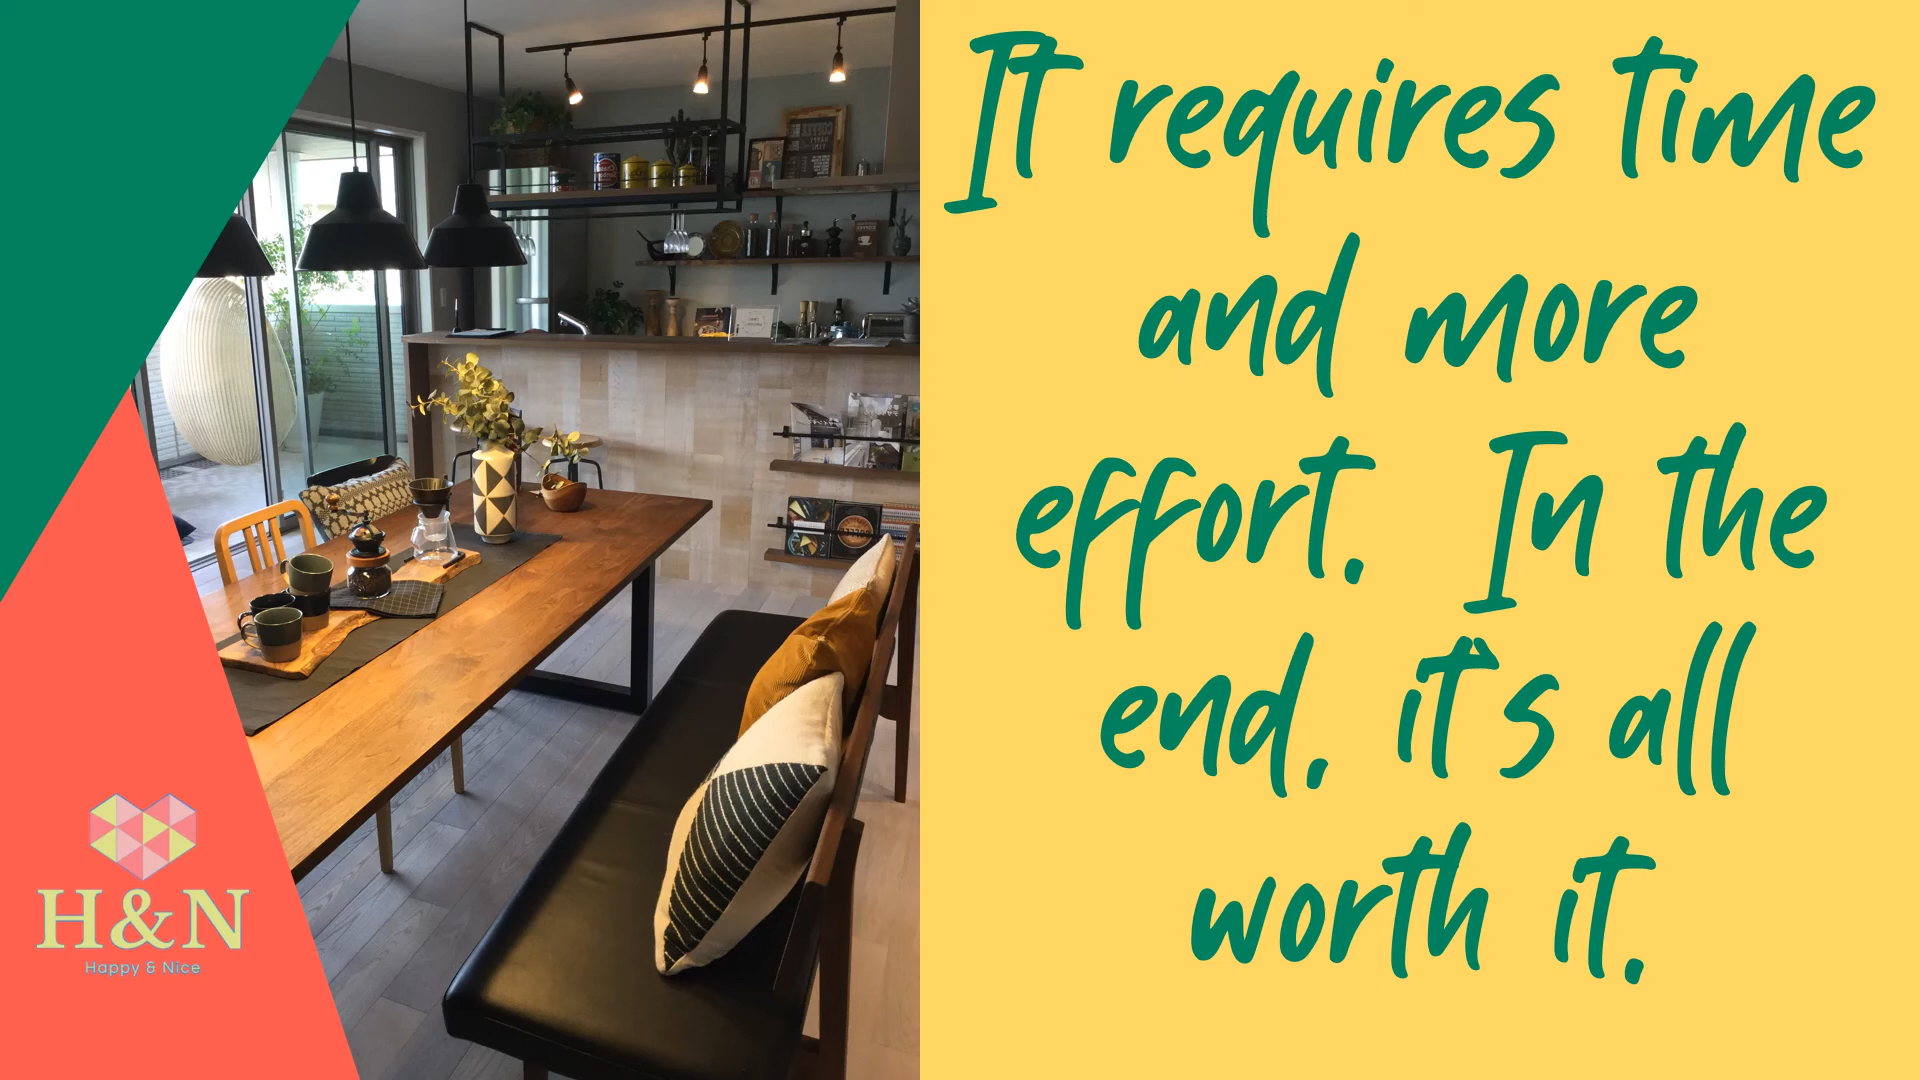 It requires time
and more
effort. In the
end, it's all
worth it.
H&N
Happy & Nice